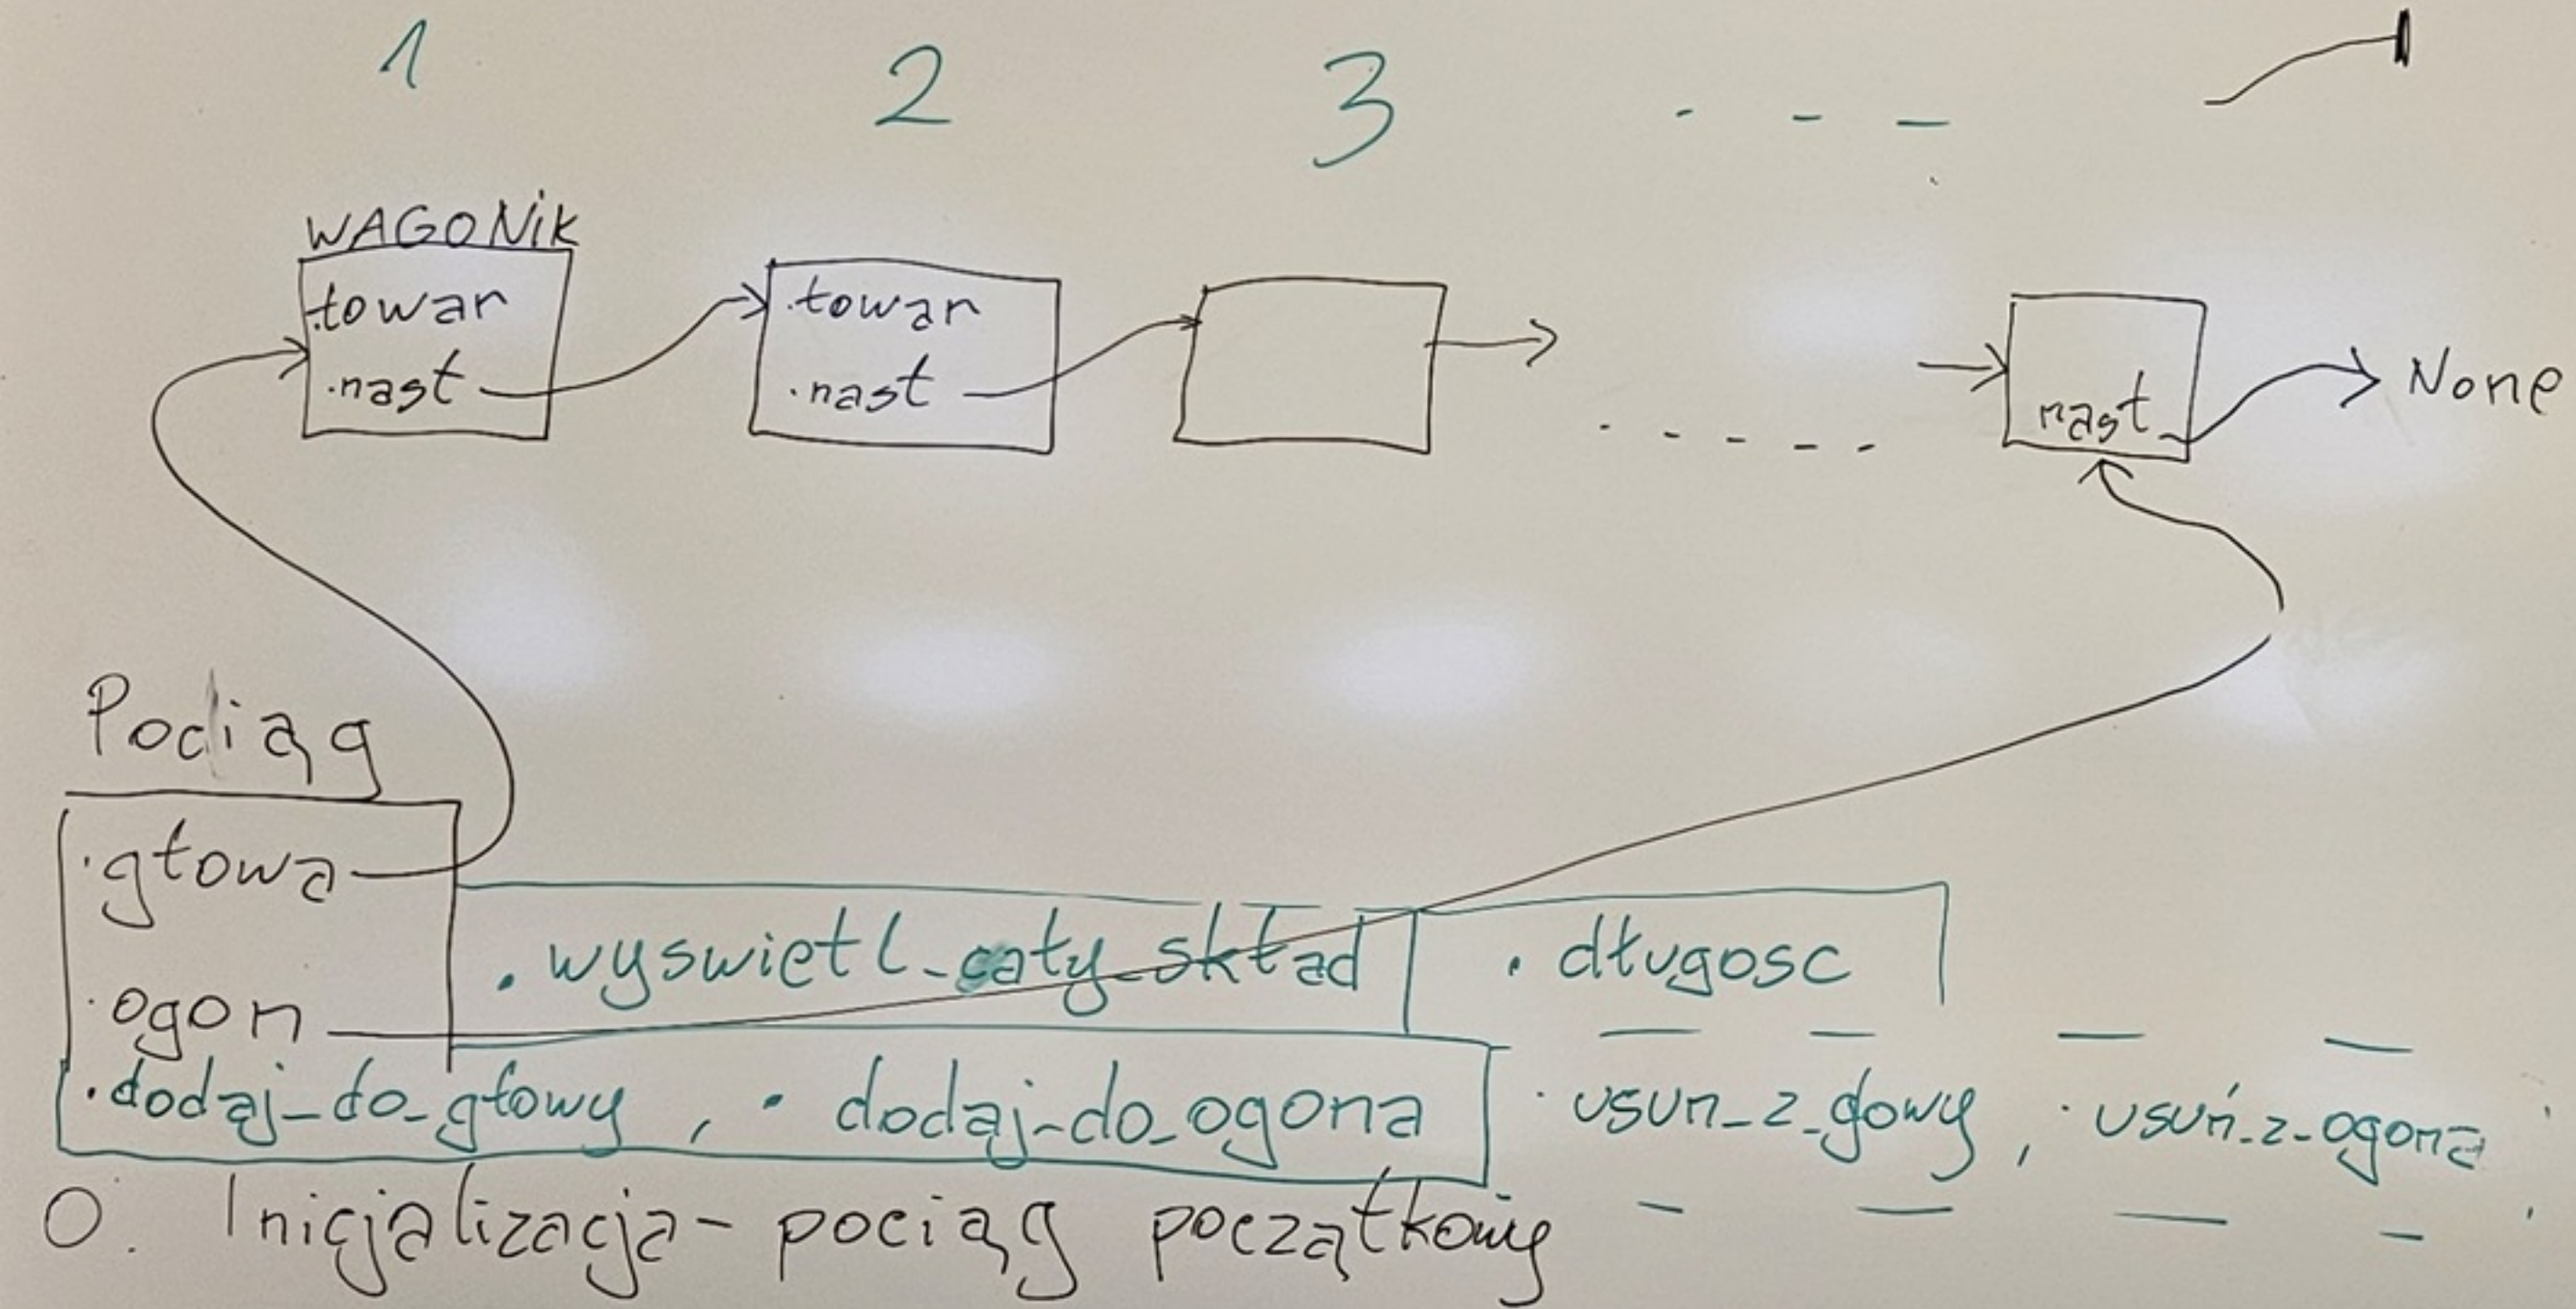 1 2 3 . - - -
WAGONik
.towar .towar
.nast .nast nast None
Pociąg
.głowa
.wyswietl_cały_skład .długosc
.ogon
.dodaj_do_głowy , .dodaj_do_ogona .usun_z_głowy , .usuń_z_ogona
0. Inicjalizacja - pociąg początkowy